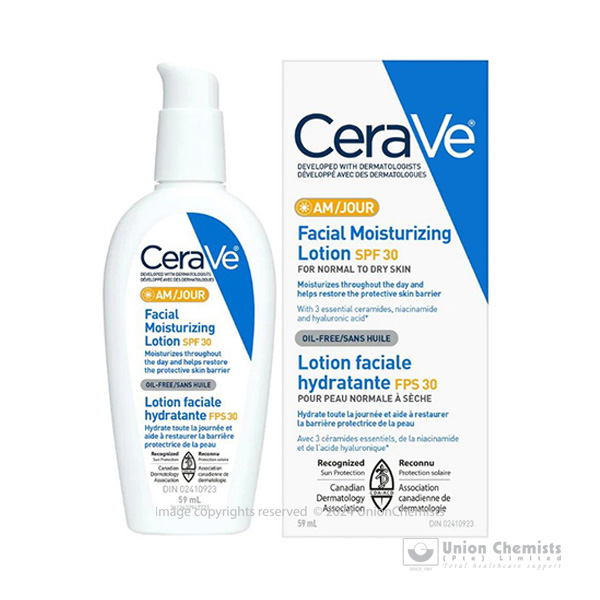 CeraVe
DEVELOPED WITH DERMATOLOGISTS
DÉVELOPPÉ AVEC DES DERMATOLOGUES
AM/JOUR
Facial
Moisturizing
Lotion SPF 30
Moisturizes throughout
the day and helps restore
the protective skin barrier
OIL-FREE/SANS HUILE
Lotion faciale
hydratante FPS 30
Hydrate toute la journée et
aide à restaurer la barrière
protectrice de la peau
Recognized
Sun Protection
Reconnu
Protection solaire
Canadian
Dermatology
Association
Association
canadienne de
dermatologie
DIN 02410923
59 mL
CeraVe®
DEVELOPED WITH DERMATOLOGISTS
DÉVELOPPÉ AVEC DES DERMATOLOGUES
AM/JOUR
Facial Moisturizing
Lotion SPF 30
FOR NORMAL TO DRY SKIN
Moisturizes throughout the day and
helps restore the protective skin barrier
With 3 essential ceramides, niacinamide
and hyaluronic acid*
OIL-FREE/SANS HUILE
Lotion faciale
hydratante FPS 30
POUR PEAU NORMALE À SÈCHE
Hydrate toute la journée et aide à restaurer
la barrière protectrice de la peau
Avec 3 céramides essentiels, de la niacinamide
et de l'acide hyaluronique*
Recognized
Sun Protection
Reconnu
Protection solaire
Canadian
Dermatology
Association
CDA·ACD
Association
canadienne de
dermatologie
59 mL
DIN 02410923
Image copyrights reserved © 2024 UnionChemists
Union Chemists
(Pte) Limited
Total healthcare support